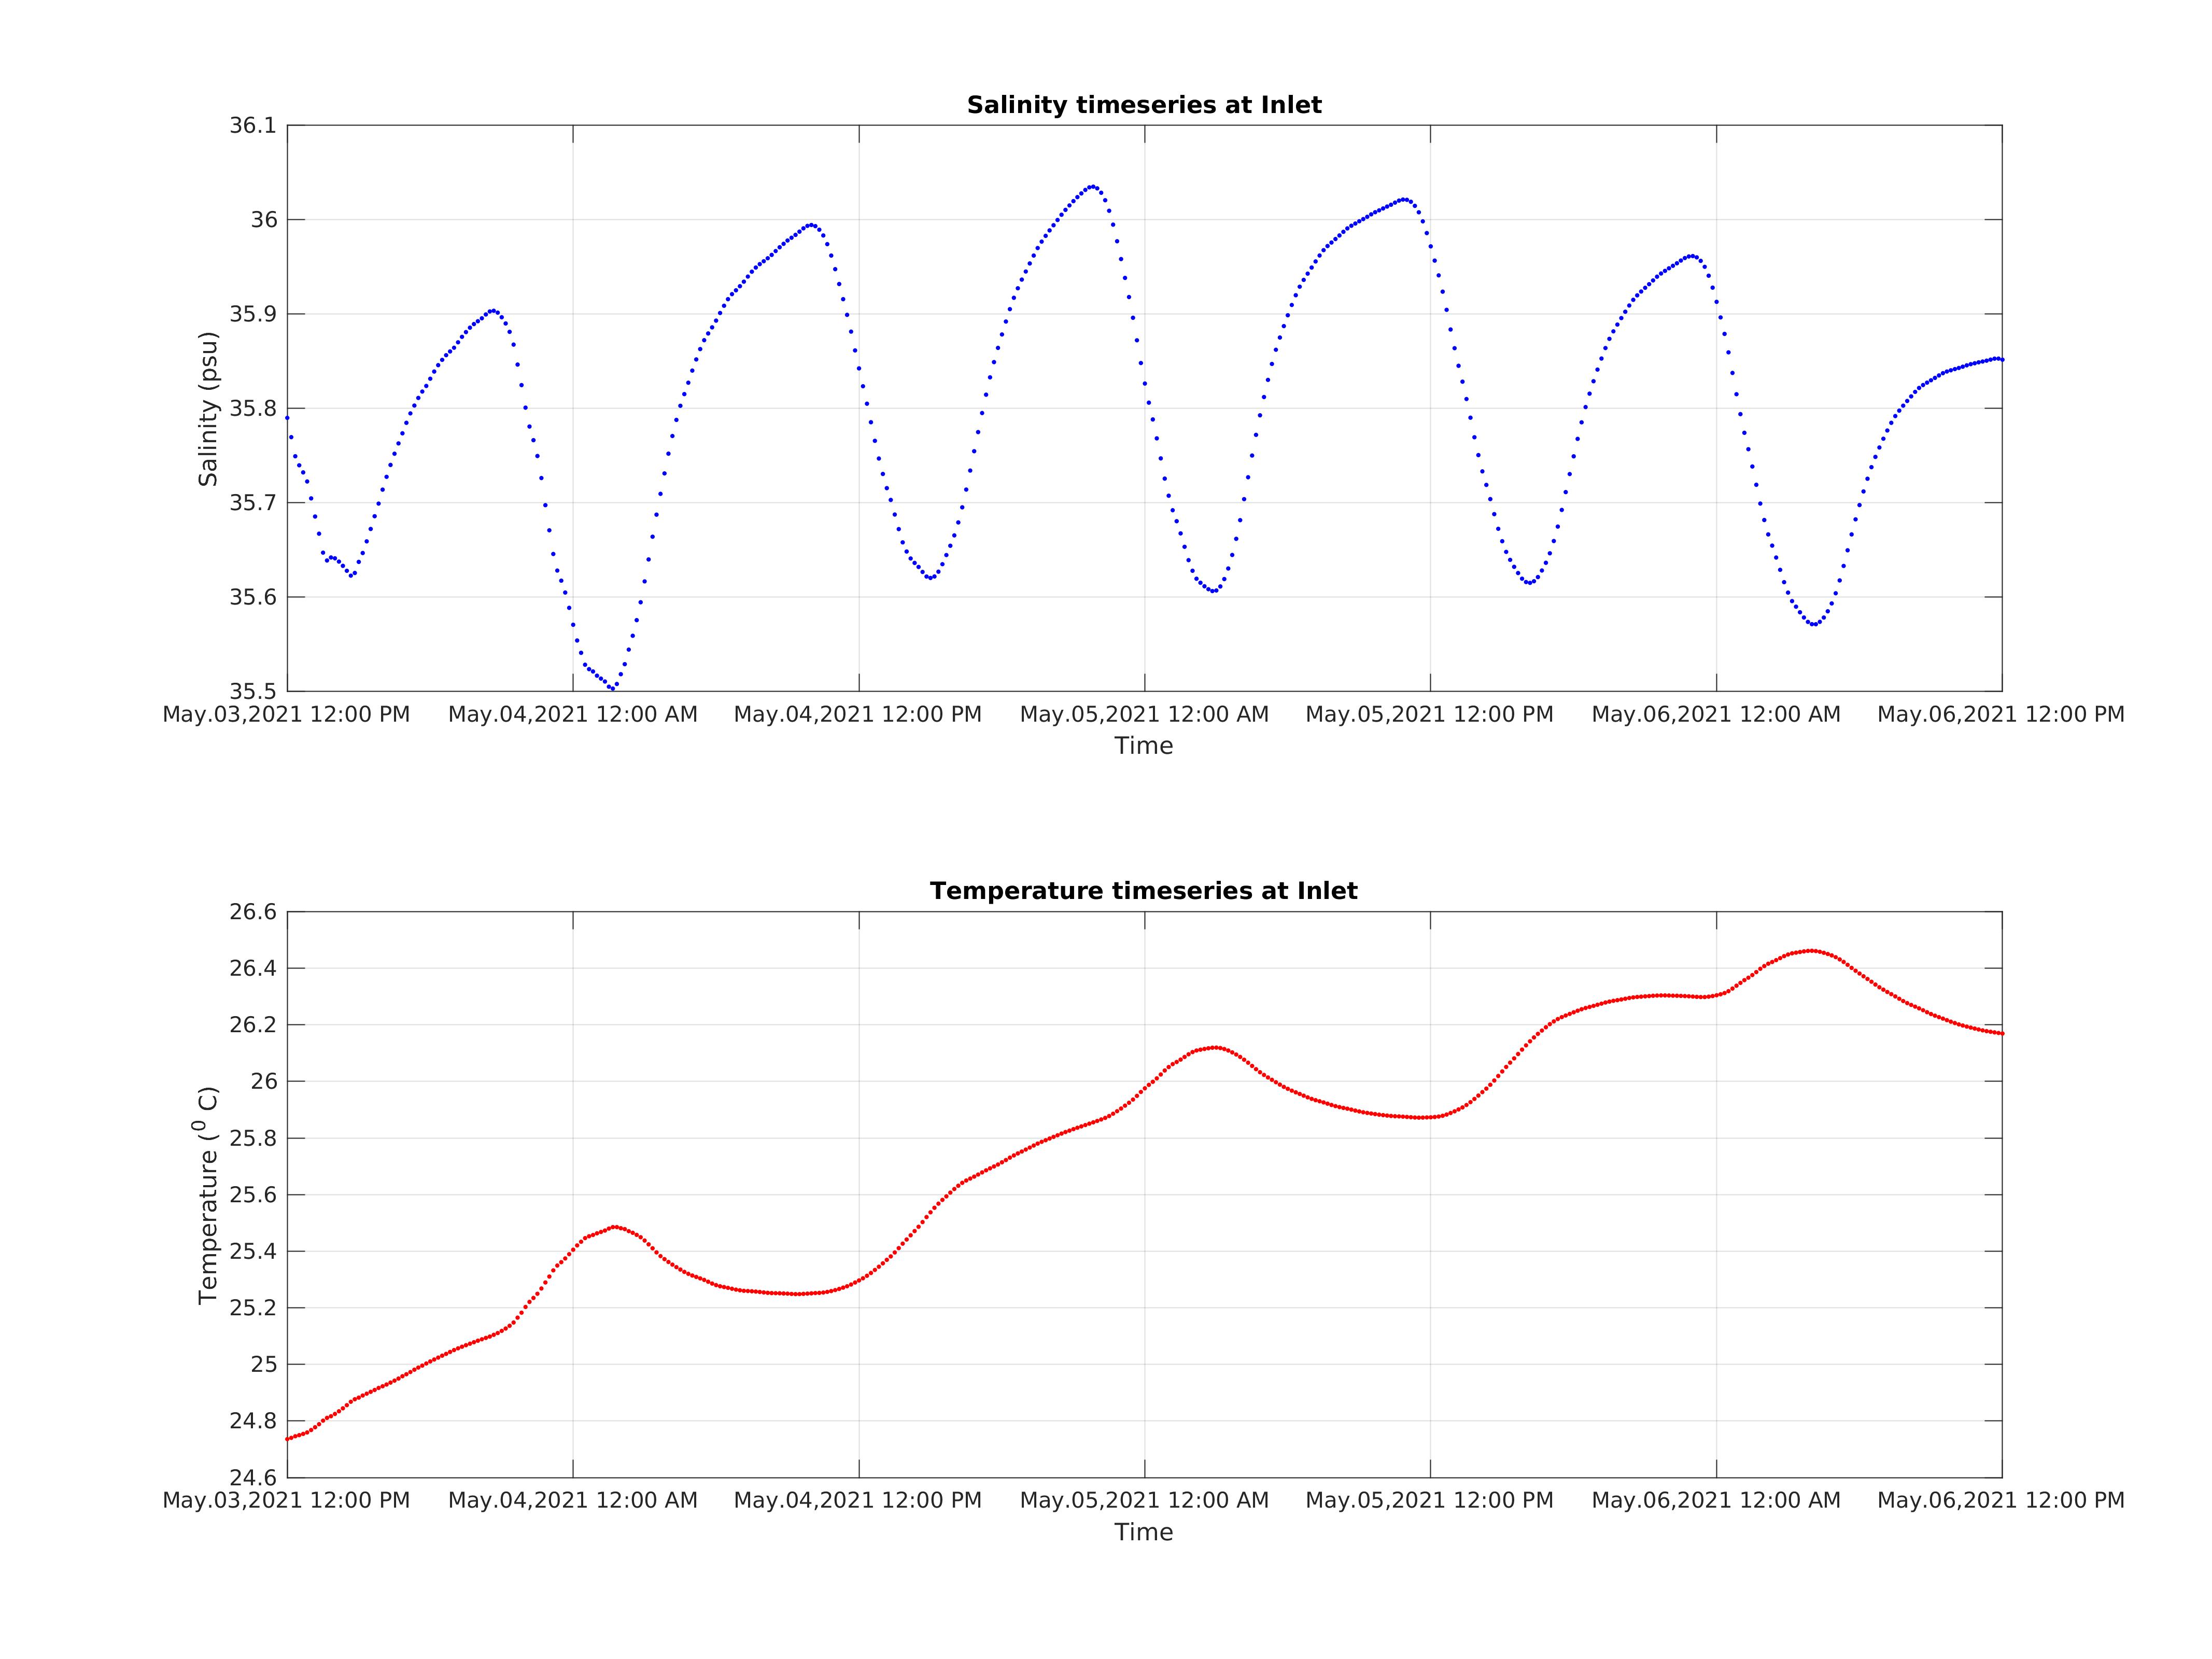 Salinity timeseries at Inlet
36.1
36
35.9
35.8
35.7
35.6
35.5
Salinity (psu)
May.03,2021 12:00 PM May.04,2021 12:00 AM May.04,2021 12:00 PM May.05,2021 12:00 AM May.05,2021 12:00 PM May.06,2021 12:00 AM May.06,2021 12:00 PM
Time
Temperature timeseries at Inlet
26.6
26.4
26.2
26
25.8
25.6
25.4
25.2
25
24.8
24.6
Temperature (⁰ C)
May.03,2021 12:00 PM May.04,2021 12:00 AM May.04,2021 12:00 PM May.05,2021 12:00 AM May.05,2021 12:00 PM May.06,2021 12:00 AM May.06,2021 12:00 PM
Time